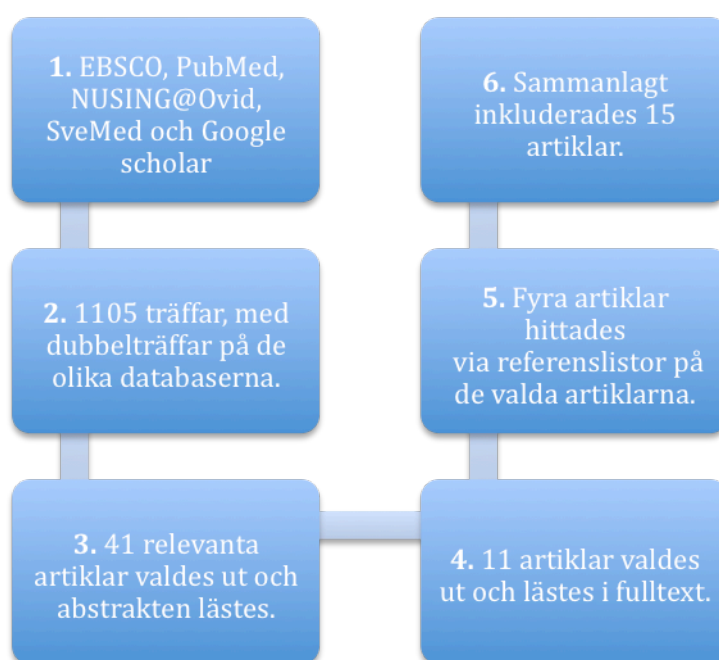 1. EBSCO, PubMed,
NUSING@Ovid,
SveMed och Google
scholar
2. 1105 träffar, med
dubbelträffar på de
olika databaserna.
3. 41 relevanta
artiklar valdes ut och
abstrakten lästes.
4. 11 artiklar valdes
ut och lästes i fulltext.
5. Fyra artiklar
hittades
via referenslistor på
de valda artiklarna.
6. Sammanlagt
inkluderades 15
artiklar.